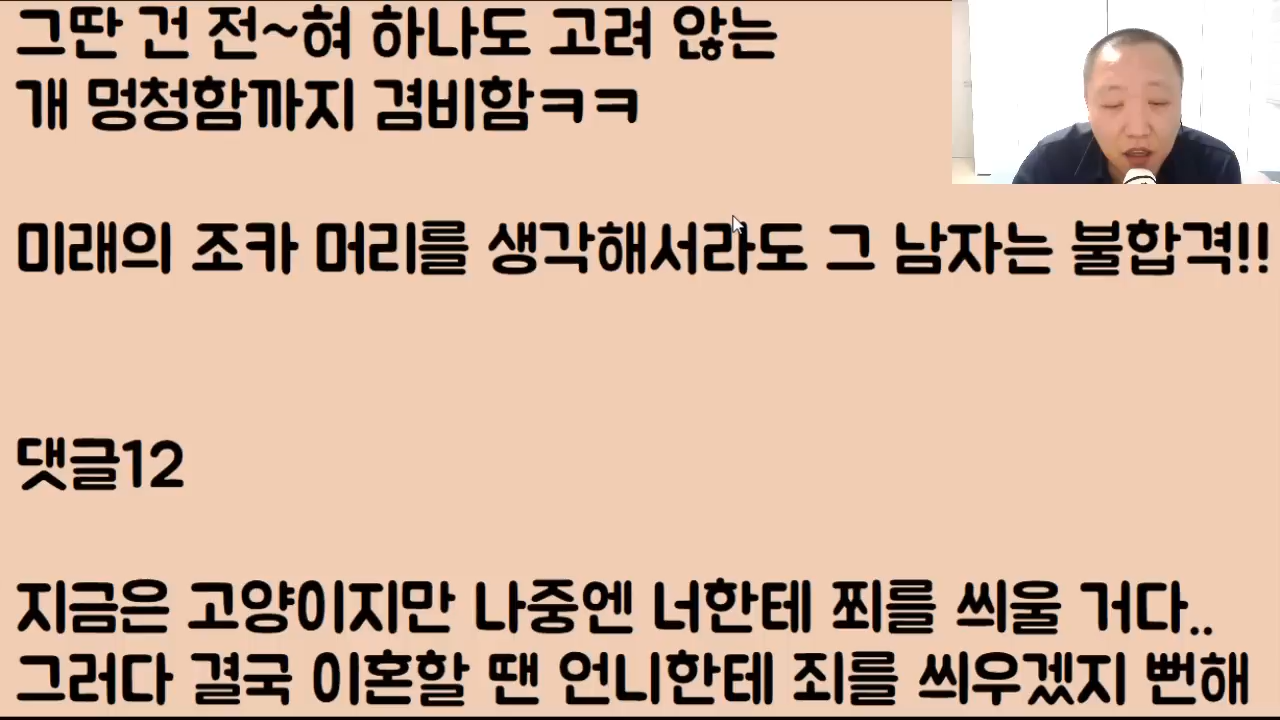 그딴 건 전~혀 하나도 고려 않는
개 멍청함까지 겸비함ㅋㅋ
미래의 조카 머리를 생각해서라도 그 남자는 불합격!!
댓글12
지금은 고양이지만 나중엔 너한테 쬐를 씌울 거다..
그러다 결국 이혼할 땐 언니한테 죄를 씌우겠지 뻔해